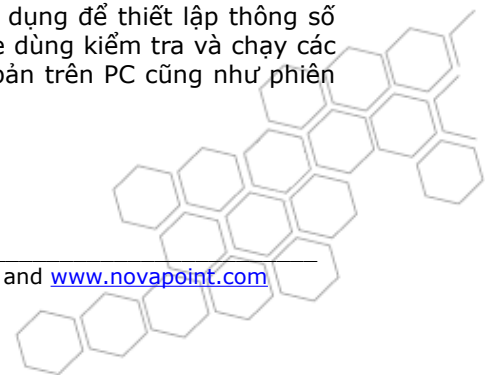 dụng để thiết lập thông số
dùng kiểm tra và chạy các
bản trên PC cũng như phiên
and www.novapoint.com